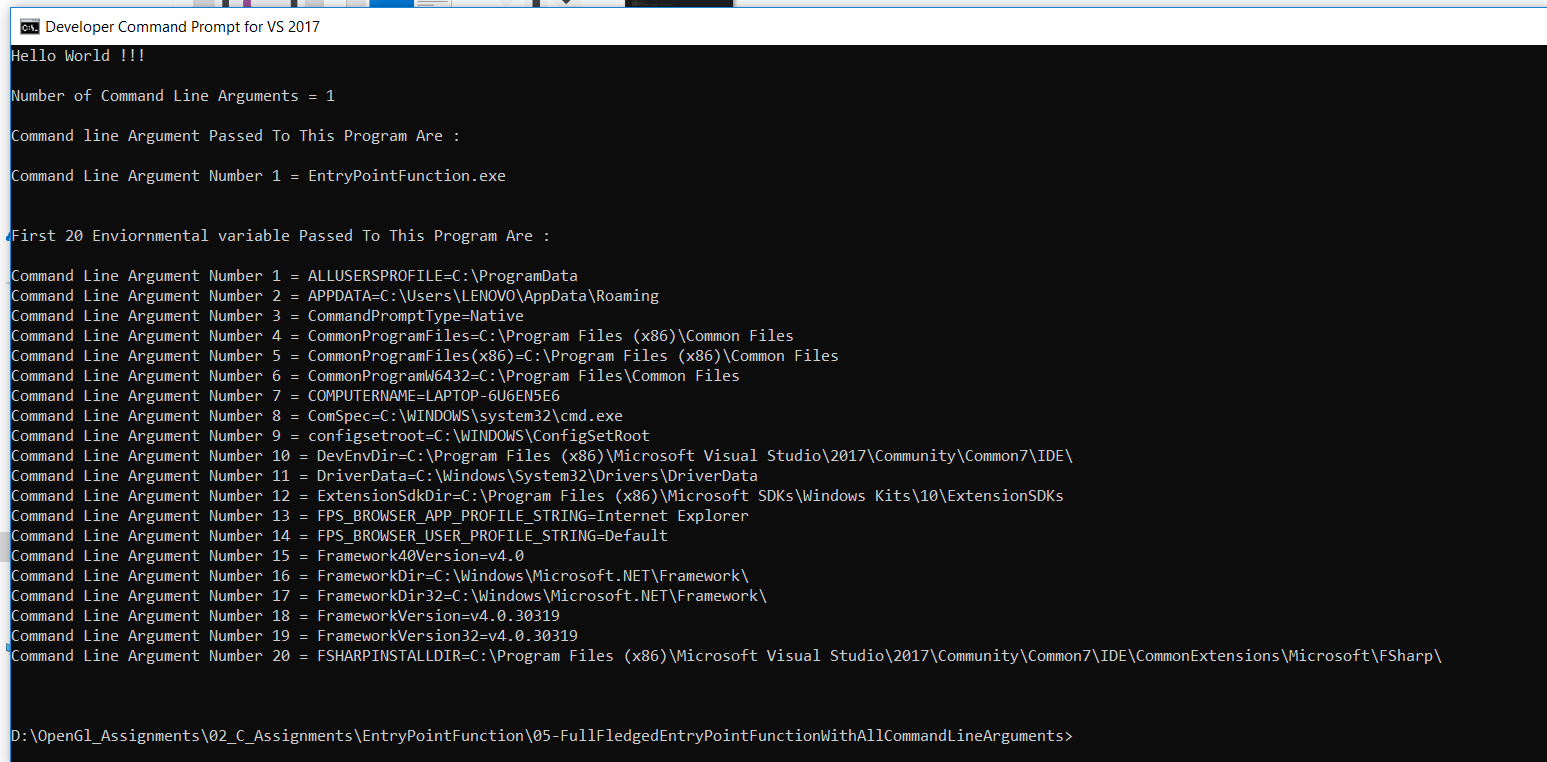 Developer Command Prompt for VS 2017
Hello World !!!
Number of Command Line Arguments = 1
Command line Argument Passed To This Program Are :
Command Line Argument Number 1 = EntryPointFunction.exe
First 20 Enviornmental variable Passed To This Program Are :
Command Line Argument Number 1 = ALLUSERSPROFILE=C:\ProgramData
Command Line Argument Number 2 = APPDATA=C:\Users\LENOVO\AppData\Roaming
Command Line Argument Number 3 = CommandPromptType=Native
Command Line Argument Number 4 = CommonProgramFiles=C:\Program Files (x86)\Common Files
Command Line Argument Number 5 = CommonProgramFiles(x86)=C:\Program Files (x86)\Common Files
Command Line Argument Number 6 = CommonProgramW6432=C:\Program Files\Common Files
Command Line Argument Number 7 = COMPUTERNAME=LAPTOP-6U6EN5E6
Command Line Argument Number 8 = ComSpec=C:\WINDOWS\system32\cmd.exe
Command Line Argument Number 9 = configsetroot=C:\WINDOWS\ConfigSetRoot
Command Line Argument Number 10 = DevEnvDir=C:\Program Files (x86)\Microsoft Visual Studio\2017\Community\Common7\IDE\
Command Line Argument Number 11 = DriverData=C:\Windows\System32\Drivers\DriverData
Command Line Argument Number 12 = ExtensionSdkDir=C:\Program Files (x86)\Microsoft SDKs\Windows Kits\10\ExtensionSDKs
Command Line Argument Number 13 = FPS_BROWSER_APP_PROFILE_STRING=Internet Explorer
Command Line Argument Number 14 = FPS_BROWSER_USER_PROFILE_STRING=Default
Command Line Argument Number 15 = Framework40Version=v4.0
Command Line Argument Number 16 = FrameworkDir=C:\Windows\Microsoft.NET\Framework\
Command Line Argument Number 17 = FrameworkDir32=C:\Windows\Microsoft.NET\Framework\
Command Line Argument Number 18 = FrameworkVersion=v4.0.30319
Command Line Argument Number 19 = FrameworkVersion32=v4.0.30319
Command Line Argument Number 20 = FSHARPINSTALLDIR=C:\Program Files (x86)\Microsoft Visual Studio\2017\Community\Common7\IDE\CommonExtensions\Microsoft\FSharp\
D:\OpenGl_Assignments\02_C_Assignments\EntryPointFunction\05-FullFledgedEntryPointFunctionWithAllCommandLineArguments>